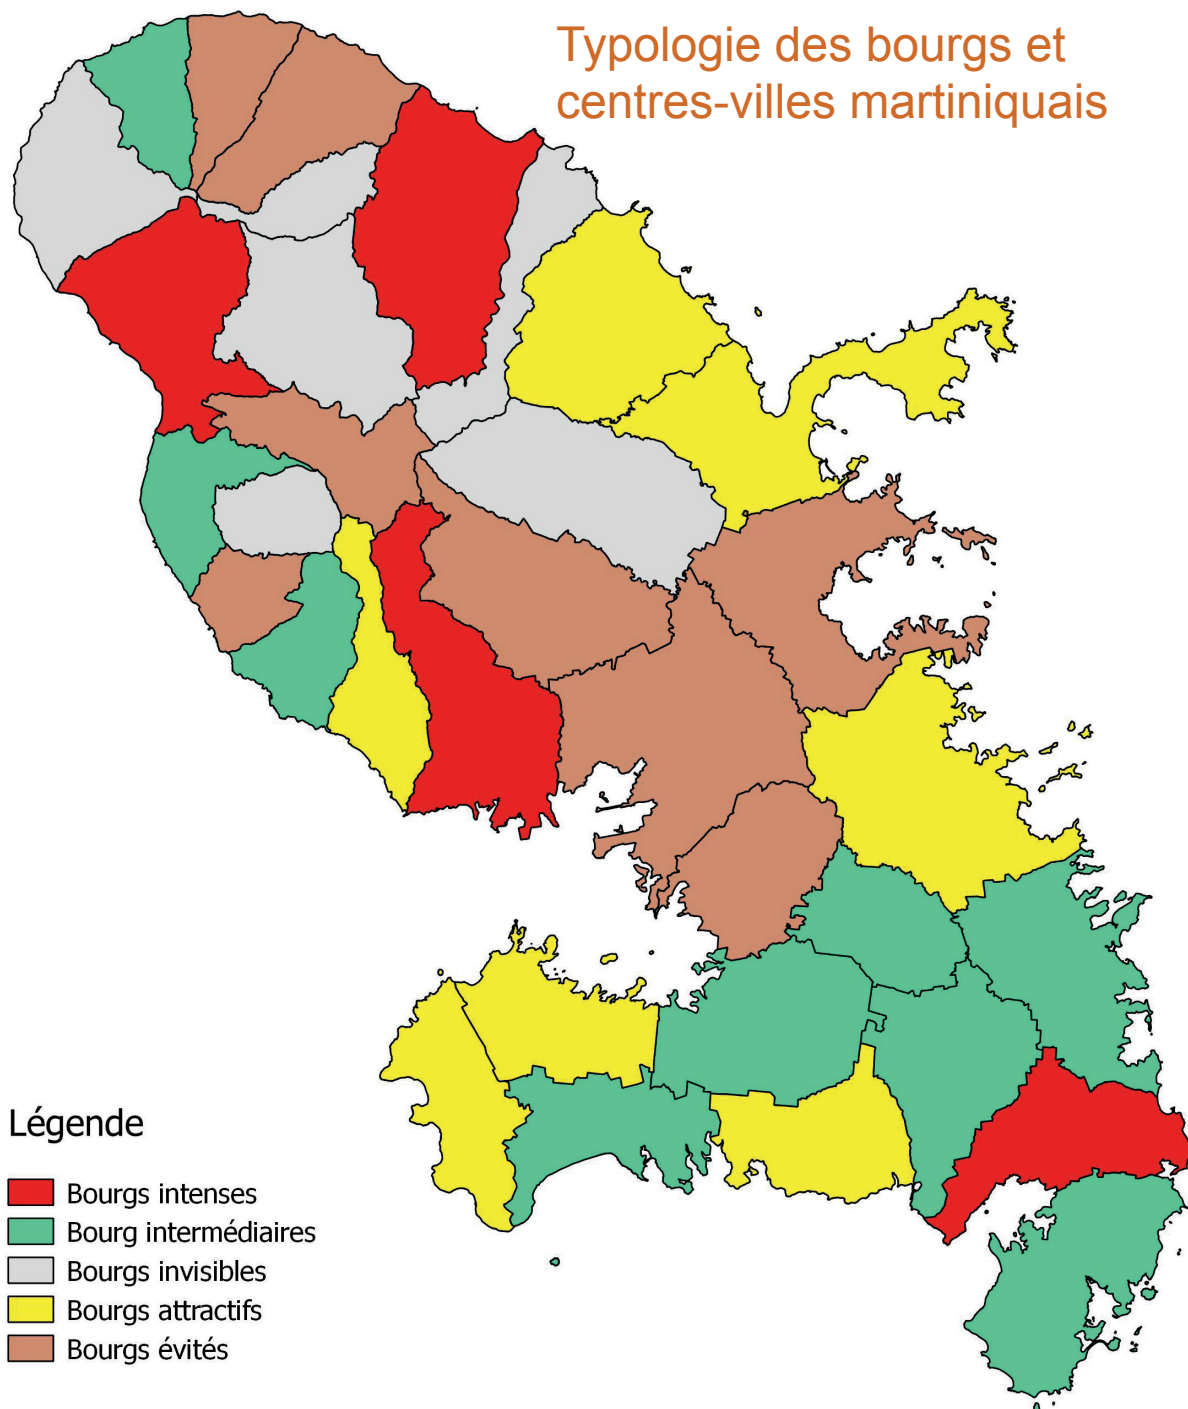 Typologie des bourgs et
centres-villes martiniquais
Légende
Bourgs intenses
Bourg intermédiaires
Bourgs invisibles
Bourgs attractifs
Bourgs évités